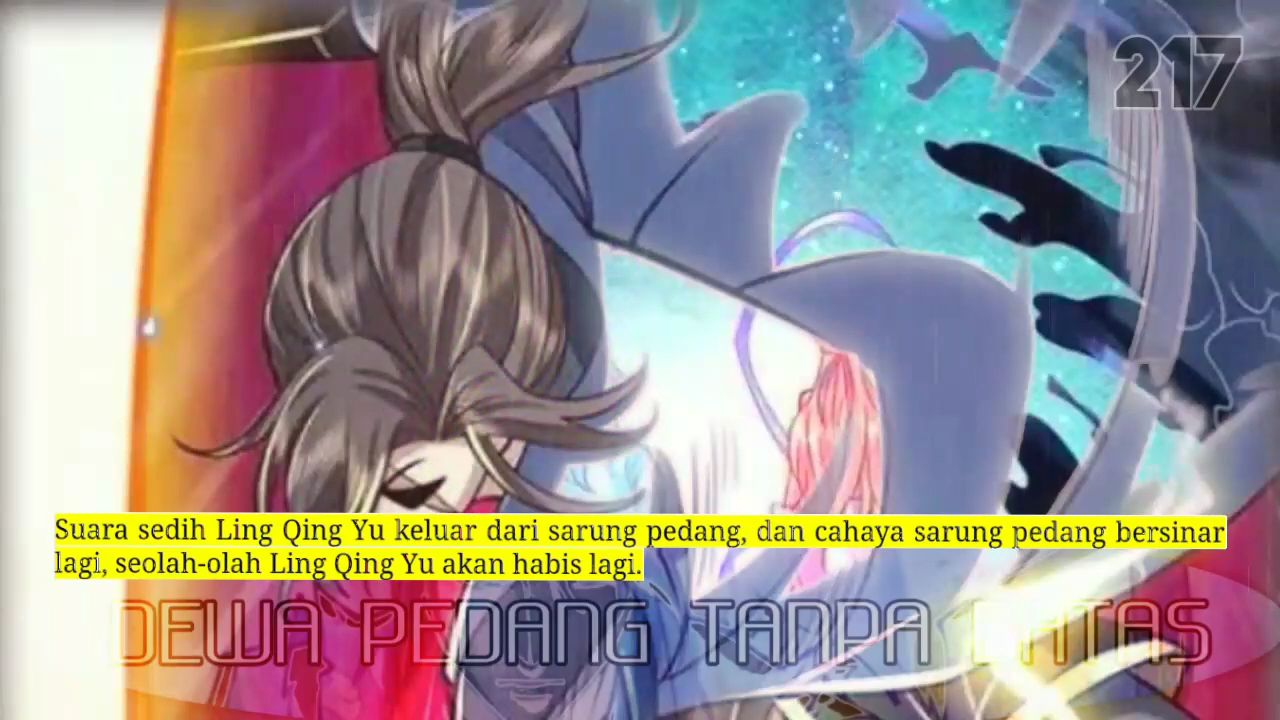 217
Suara sedih Ling Qing Yu keluar dari sarung pedang, dan cahaya sarung pedang bersinar
lagi, seolah-olah Ling Qing Yu akan habis lagi.
DEWA PEDANG TANPA BATAS